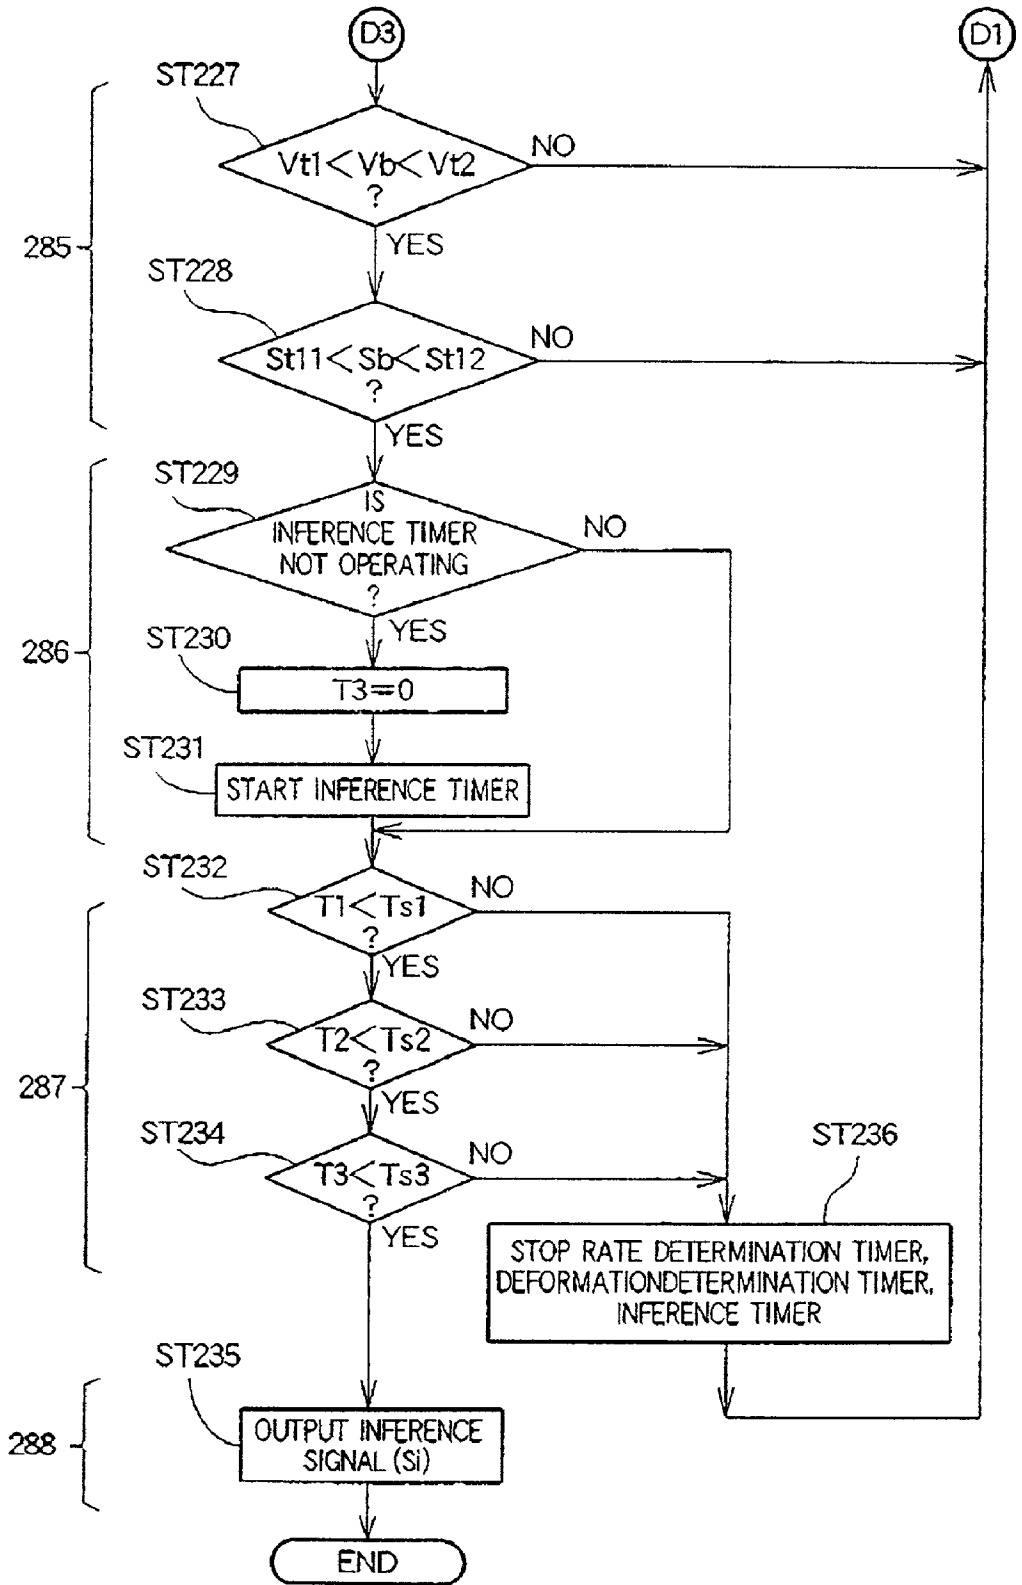 D3
D1
ST227
Vt1<Vb<Vt2
?
NO
YES
285
ST228
St11<Sb<St12
?
NO
YES
ST229
IS
INFERENCE TIMER
NOT OPERATING
?
NO
YES
286
ST230
T3=0
ST231
START INFERENCE TIMER
ST232
T1<Ts1
?
NO
YES
ST233
T2<Ts2
?
NO
YES
287
ST234
T3<Ts3
?
NO
YES
ST236
STOP RATE DETERMINATION TIMER,
DEFORMATIONDETERMINATION TIMER,
INFERENCE TIMER
ST235
OUTPUT INFERENCE
SIGNAL (Si)
288
END